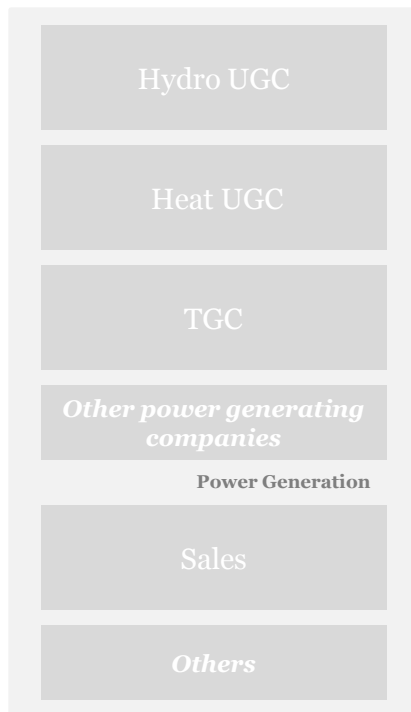 Hydro UGC
Heat UGC
TGC
Other power generating
companies
Power Generation
Sales
Others